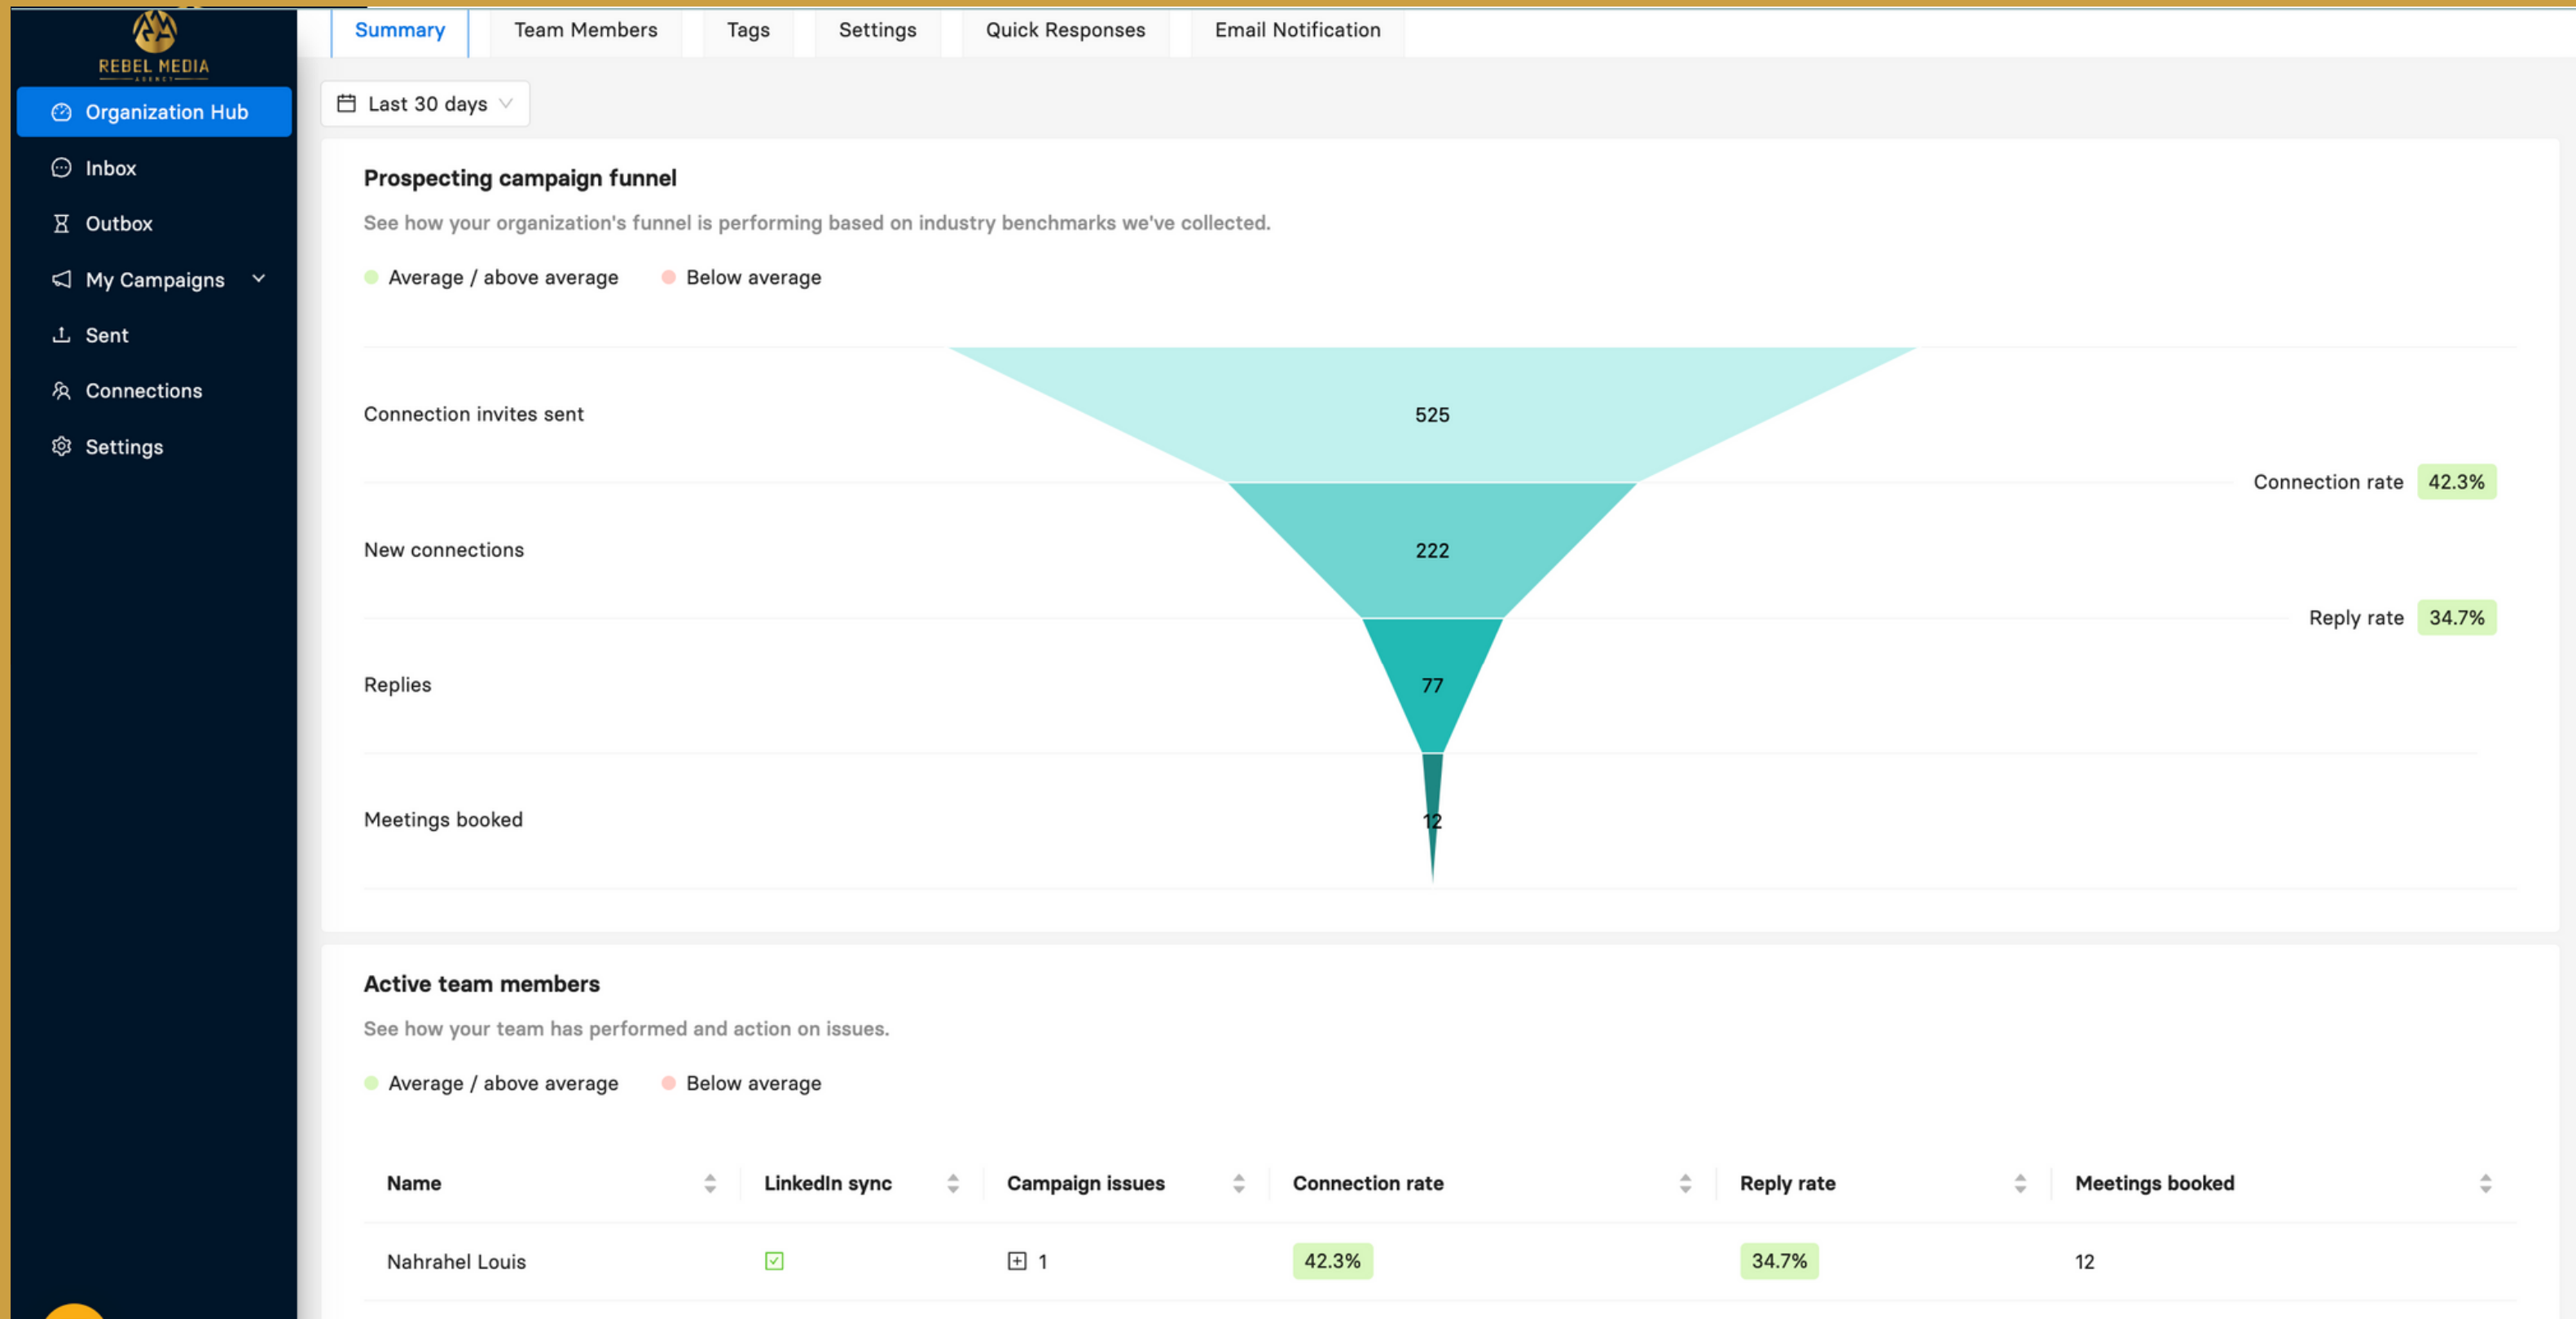 REBEL MEDIA
AGENCY
Organization Hub
Inbox
Outbox
My Campaigns
Sent
Connections
Settings
Summary Team Members Tags Settings Quick Responses Email Notification
Last 30 days
Prospecting campaign funnel
See how your organization's funnel is performing based on industry benchmarks we've collected.
Average / above average Below average
Connection invites sent 525
Connection rate 42.3%
New connections 222
Reply rate 34.7%
Replies 77
Meetings booked 12
Active team members
See how your team has performed and action on issues.
Average / above average Below average
Name LinkedIn sync Campaign issues Connection rate Reply rate Meetings booked
Nahrahel Louis 1 42.3% 34.7% 12